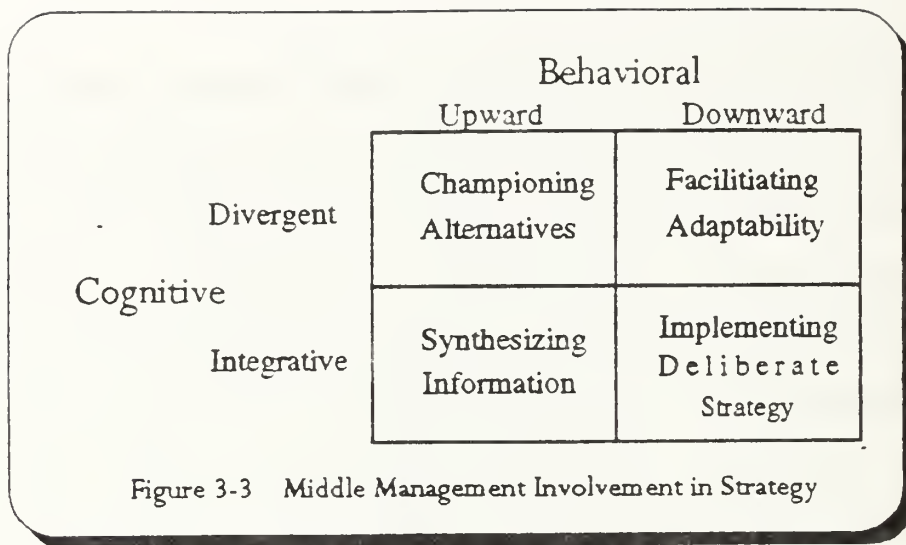 Behavioral
Upward Downward
Divergent
Championing
Alternatives
Facilitiating
Adaptability
Cognitive
Integrative
Synthesizing
Information
Implementing
Deliberate
Strategy
Figure 3-3 Middle Management Involvement in Strategy